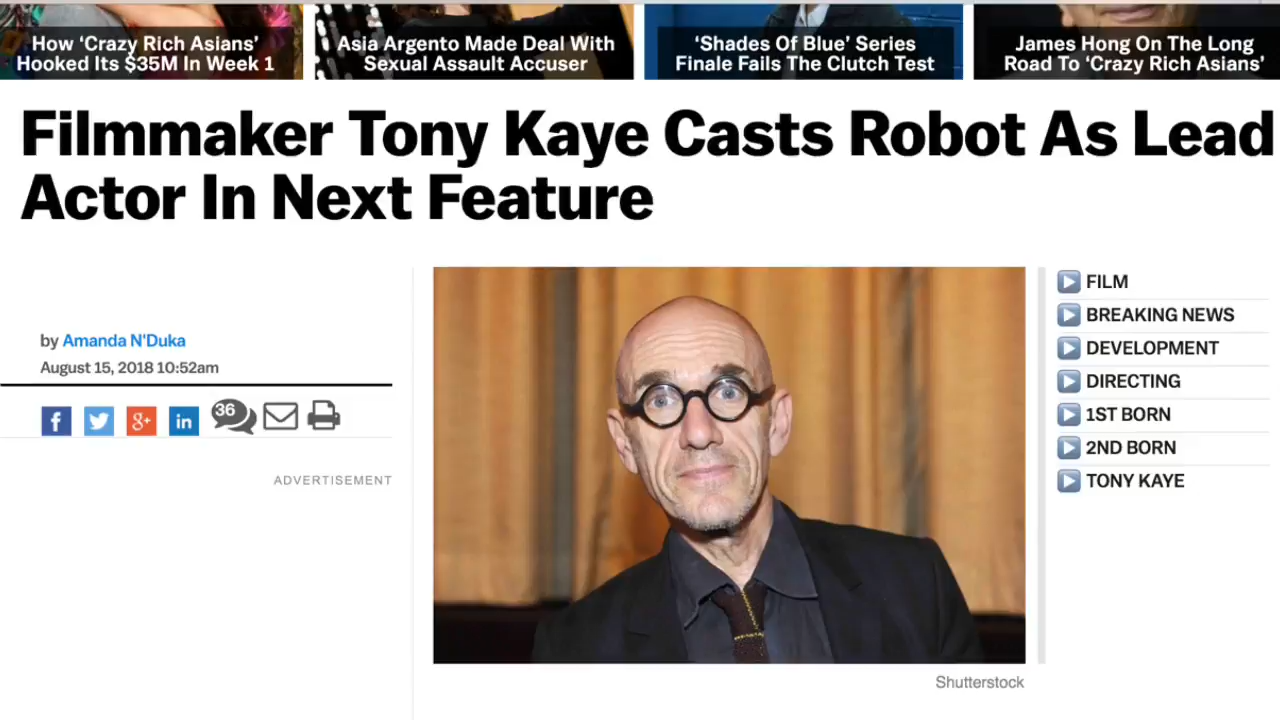 How ‘Crazy Rich Asians’
Hooked Its $35M In Week 1
Asia Argento Made Deal With
Sexual Assault Accuser
‘Shades Of Blue’ Series
Finale Fails The Clutch Test
James Hong On The Long
Road To ‘Crazy Rich Asians’
Filmmaker Tony Kaye Casts Robot As Lead
Actor In Next Feature
by Amanda N'Duka
August 15, 2018 10:52am
f
g+
in
36
ADVERTISEMENT
Shutterstock
FILM
BREAKING NEWS
DEVELOPMENT
DIRECTING
1ST BORN
2ND BORN
TONY KAYE